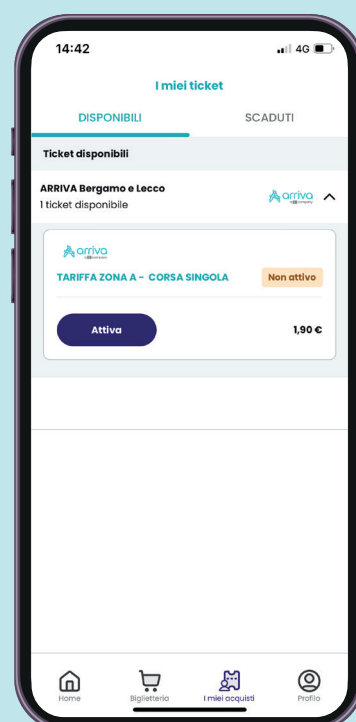 14:42
4G
I miei ticket
DISPONIBILI
SCADUTI
Ticket disponibili
ARRIVA Bergamo e Lecco
1 ticket disponibile
arriva
arriva
TARIFFA ZONA A - CORSA SINGOLA
Non attivo
Attiva
1,90 €
Home
Biglietteria
I miei acquisti
Profilo